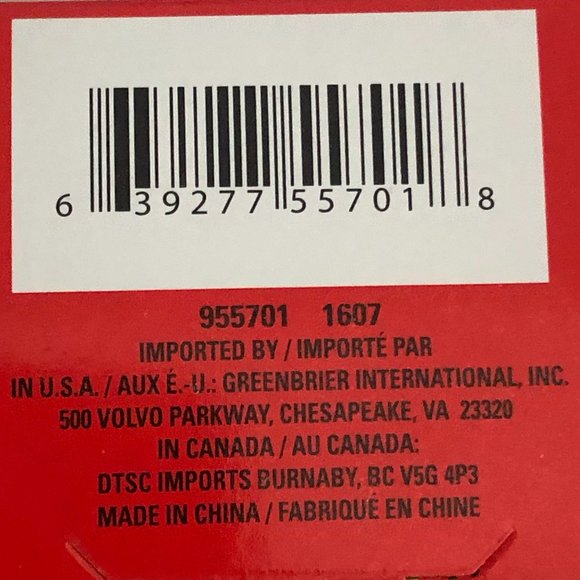 6 39277 55701 8
955701 1607
IMPORTED BY / IMPORTÉ PAR
IN U.S.A. / AUX É.-U.: GREENBRIER INTERNATIONAL, INC.
500 VOLVO PARKWAY, CHESAPEAKE, VA 23320
IN CANADA / AU CANADA:
DTSC IMPORTS BURNABY, BC V5G 4P3
MADE IN CHINA / FABRIQUÉ EN CHINE